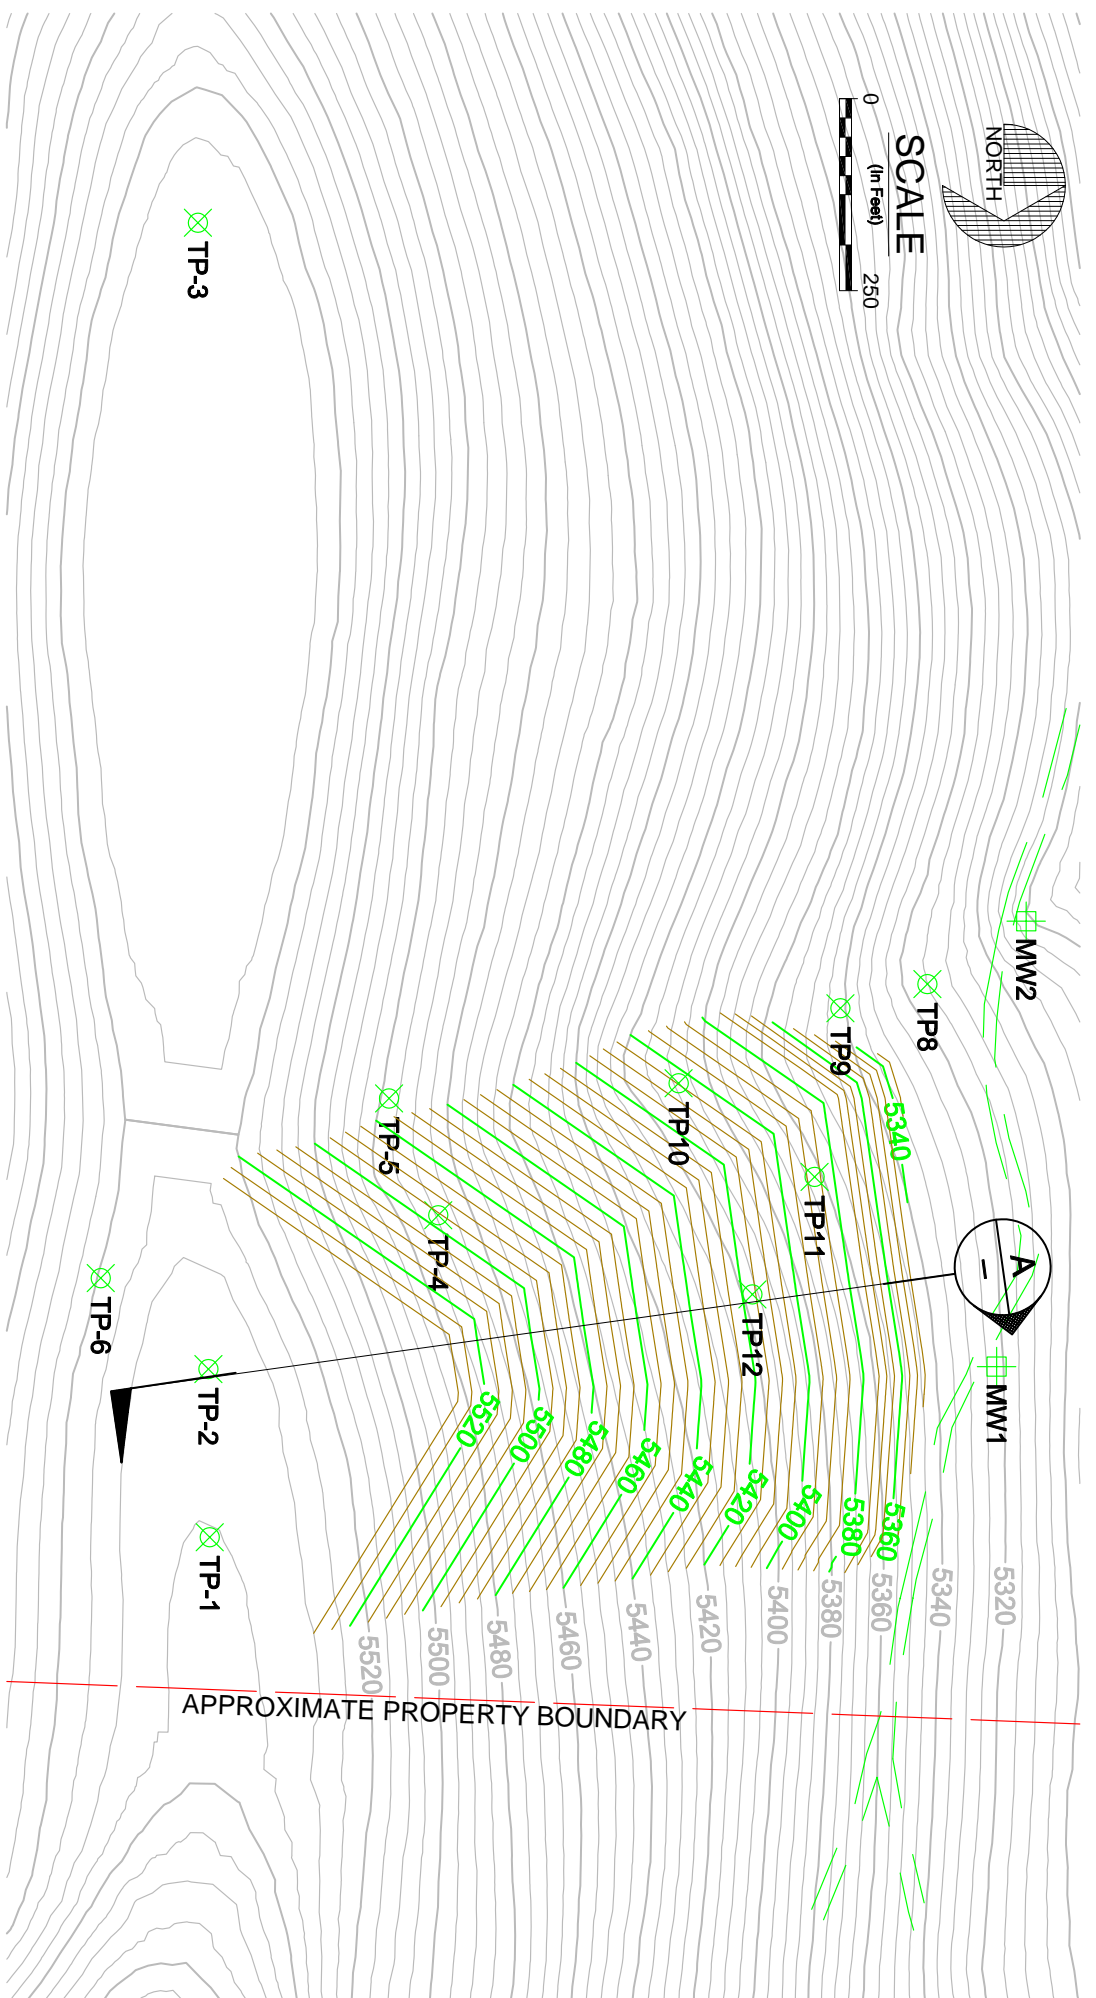 NORTH
SCALE
(In Feet)
0
250
TP-3
MW2
TP8
TP9
5340
TP10
TP-5
TP11
TP-4
A
–
TP12
TP-6
MW1
TP-2
TP-1
5520
5500
5480
5460
5440
5420
5400
5380
5360
5520
5500
5480
5460
5440
5420
5400
5380
5360
5340
5320
APPROXIMATE PROPERTY BOUNDARY